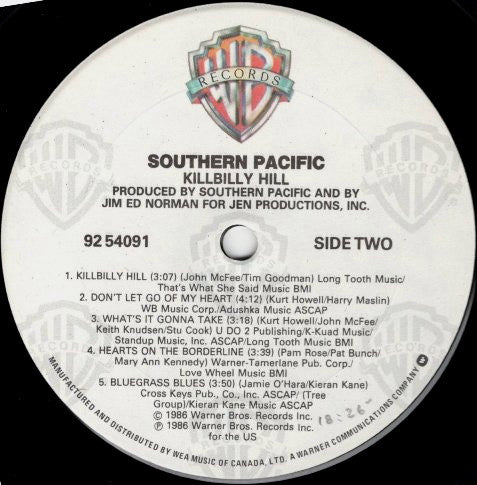 WB
RECORDS
SOUTHERN PACIFIC
KILLBILLY HILL
PRODUCED BY SOUTHERN PACIFIC AND BY
JIM ED NORMAN FOR JEN PRODUCTIONS, INC.
92 54091 SIDE TWO
1. KILLBILLY HILL (3:07) (John McFee/Tim Goodman) Long Tooth Music/
That's What She Said Music BMI
2. DON'T LET GO OF MY HEART (4:12) (Kurt Howell/Harry Maslin)
WB Music Corp./Adushka Music ASCAP
3. WHAT'S IT GONNA TAKE (3:18) (Kurt Howell/John McFee/
Keith Knudsen/Stu Cook) U DO 2 Publishing/K-Kuad Music/
Standup Music, Inc. ASCAP/Long Tooth Music BMI
4. HEARTS ON THE BORDERLINE (3:39) (Pam Rose/Pat Bunch/
Mary Ann Kennedy) Warner-Tamerlane Pub. Corp./
Love Wheel Music BMI
5. BLUEGRASS BLUES (3:50) (Jamie O'Hara/Kieran Kane)
Cross Keys Pub., Co., Inc. ASCAP/ (Tree
Group)/Kieran Kane Music ASCAP
© 1986 Warner Bros. Records Inc.
℗ 1986 Warner Bros. Records Inc.
for the US
18:26
MANUFACTURED AND DISTRIBUTED BY WEA MUSIC OF CANADA, LTD. A WARNER COMMUNICATIONS COMPANY
WB
RECORDS
WB
RECORDS